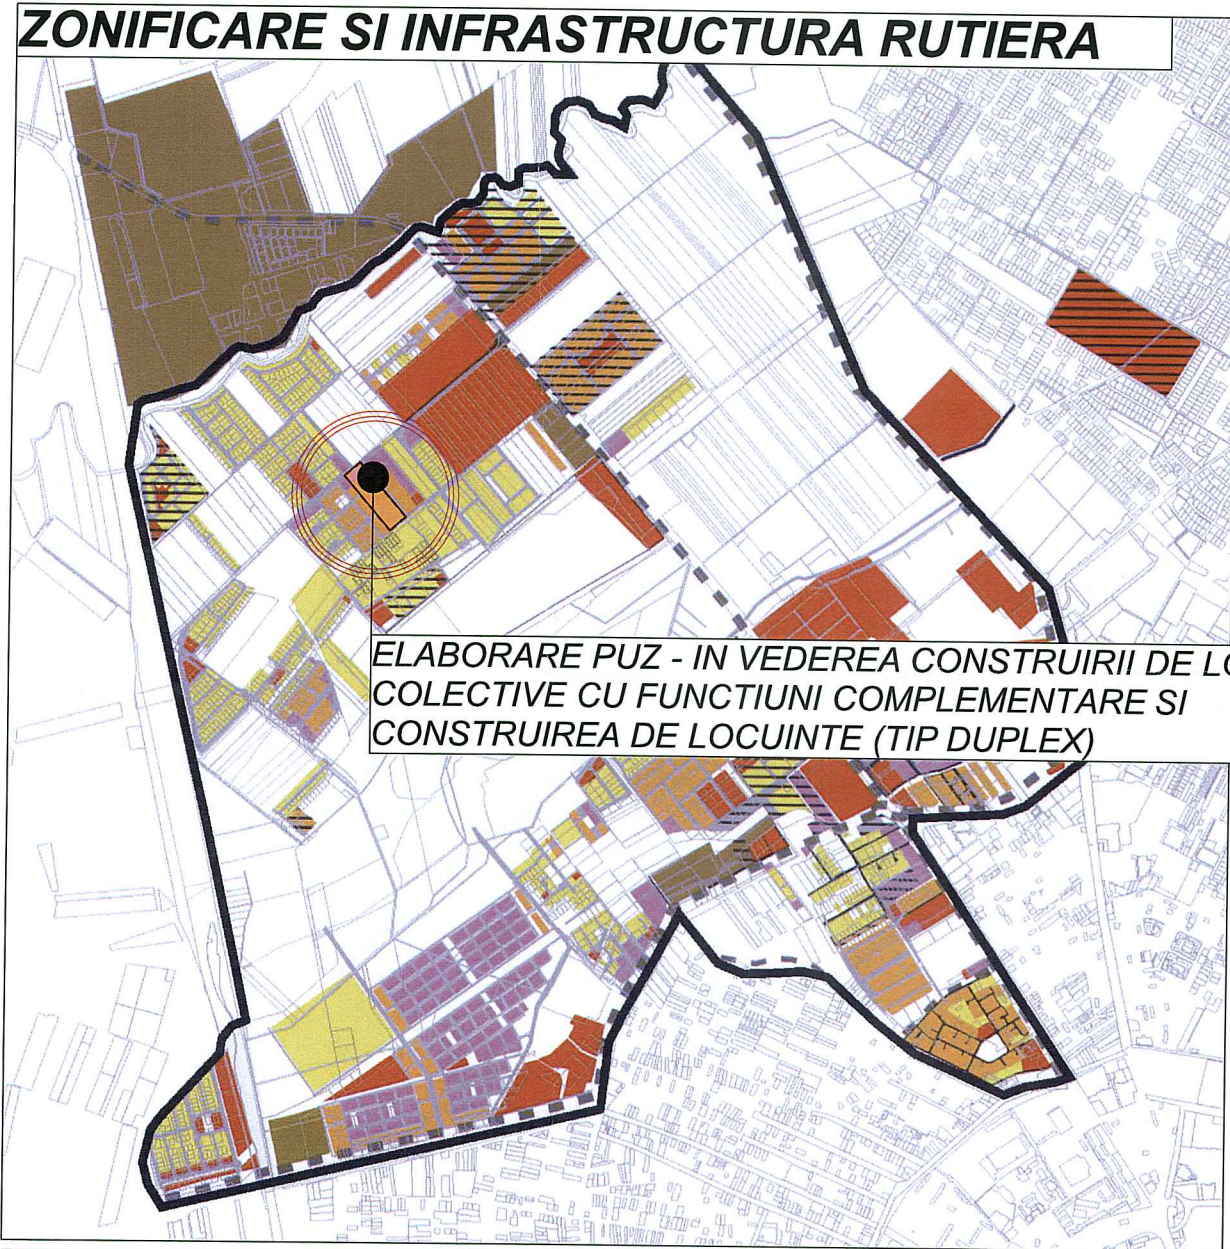 ZONIFICARE SI INFRASTRUCTURA RUTIERA
ELABORARE PUZ - IN VEDEREA CONSTRUIRII DE
COLECTIVE CU FUNCTIUNI COMPLEMENTARE SI
CONSTRUIREA DE LOCUINTE (TIP DUPLEX)